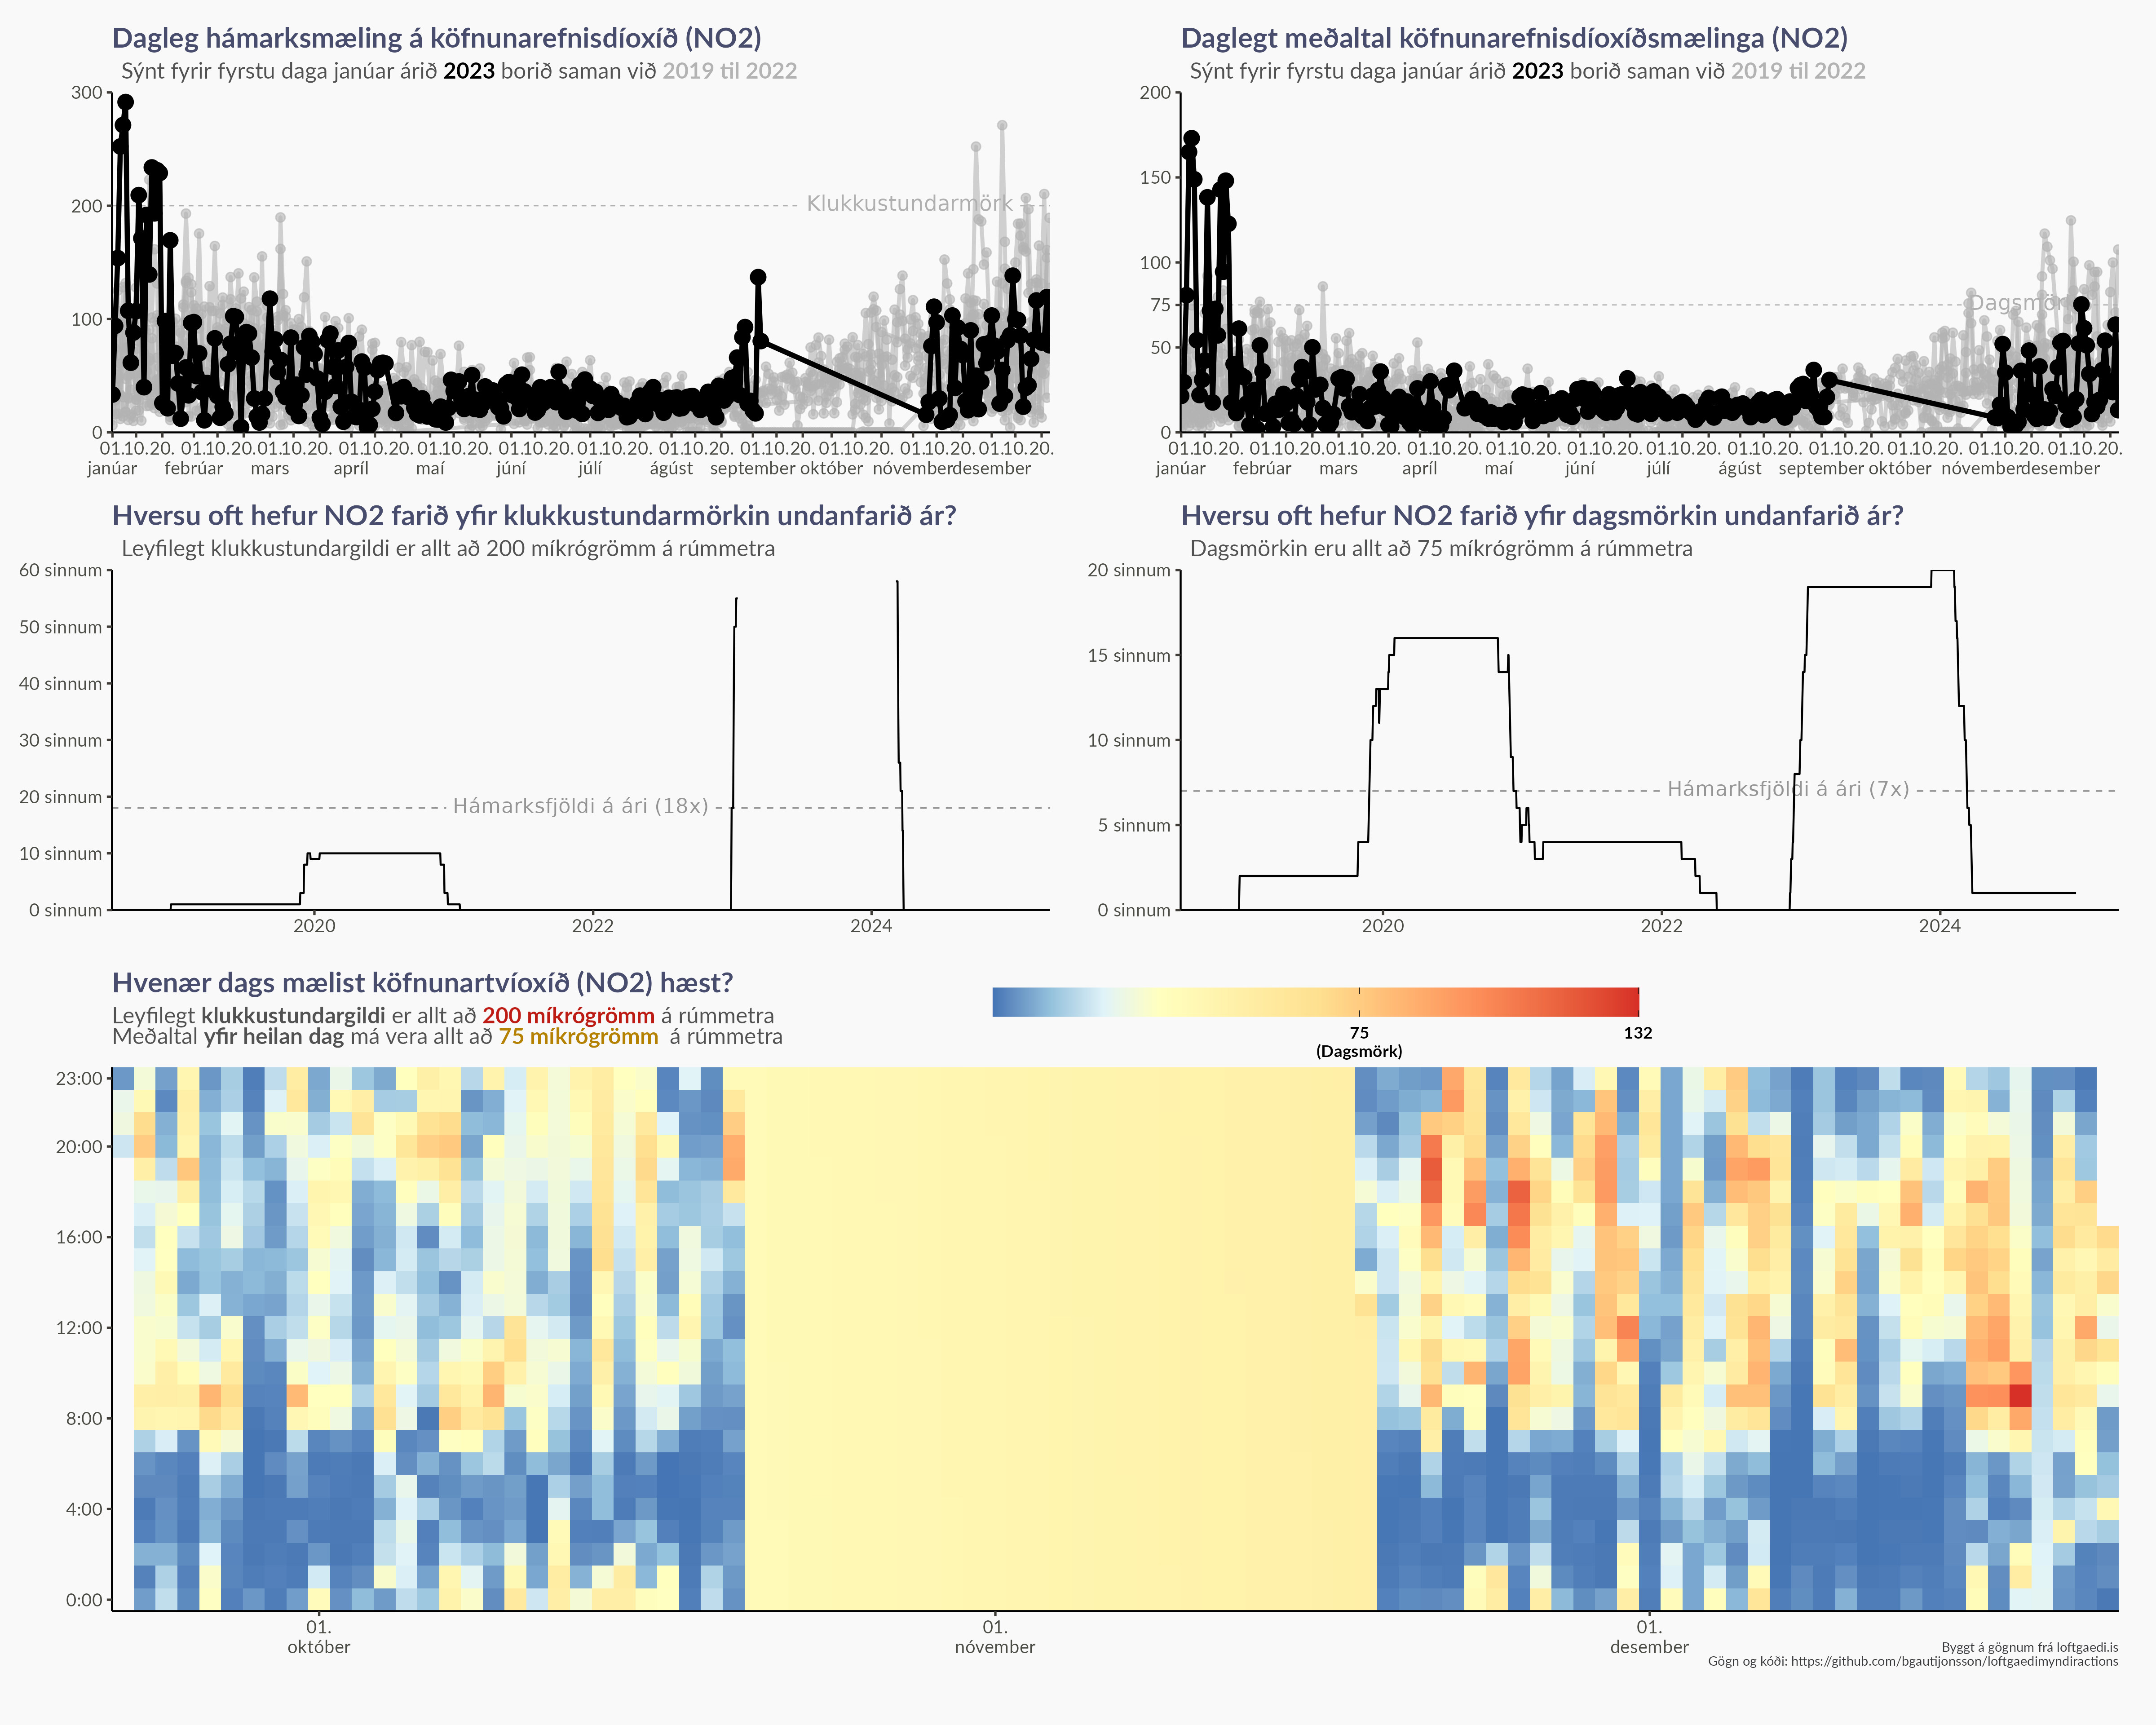 Dagleg hámarksmæling á köfnunarefnisdíoxíð (NO2)
Sýnt fyrir fyrstu daga janúar árið 2023 borið saman við 2019 til 2022
300
200
100
0
Klukkustundarmörk
01.10.20. 01.10.20. 01.10.20. 01.10.20. 01.10.20. 01.10.20. 01.10.20. 01.10.20. 01.10.20. 01.10.20. 01.10.20. 01.10.20.
janúar febrúar mars apríl maí júní júlí ágúst september október nóvember desember
Daglegt meðaltal köfnunarefnisdíoxíðsmælinga (NO2)
Sýnt fyrir fyrstu daga janúar árið 2023 borið saman við 2019 til 2022
200
150
100
75
50
0
01.10.20. 01.10.20. 01.10.20. 01.10.20. 01.10.20. 01.10.20. 01.10.20. 01.10.20. 01.10.20. 01.10.20. 01.10.20. 01.10.20.
janúar febrúar mars apríl maí júní júlí ágúst september október nóvember desember
Hversu oft hefur NO2 farið yfir klukkustundarmörkin undanfarið ár?
Leyfilegt klukkustundargildi er allt að 200 míkrógrömm á rúmmetra
60 sinnum
50 sinnum
40 sinnum
30 sinnum
20 sinnum
10 sinnum
0 sinnum
Hámarksfjöldi á ári (18x)
2020 2022 2024
Hversu oft hefur NO2 farið yfir dagsmörkin undanfarið ár?
Dagsmörkin eru allt að 75 míkrógrömm á rúmmetra
20 sinnum
15 sinnum
10 sinnum
5 sinnum
0 sinnum
Hámarksfjöldi á ári (7x)
2020 2022 2024
Hvenær dags mælist köfnunartvíoxíð (NO2) hæst?
Leyfilegt klukkustundargildi er allt að 200 míkrógrömm á rúmmetra
Meðaltal yfir heilan dag má vera allt að 75 míkrógrömm á rúmmetra
75 132
(Dagsmörk)
23:00
20:00
16:00
12:00
8:00
4:00
0:00
01. 01. 01.
október nóvember desember
Byggt á gögnum frá loftgaedi.is
Gögn og kóði: https://github.com/bgautijonsson/loftgaedimyndiractions